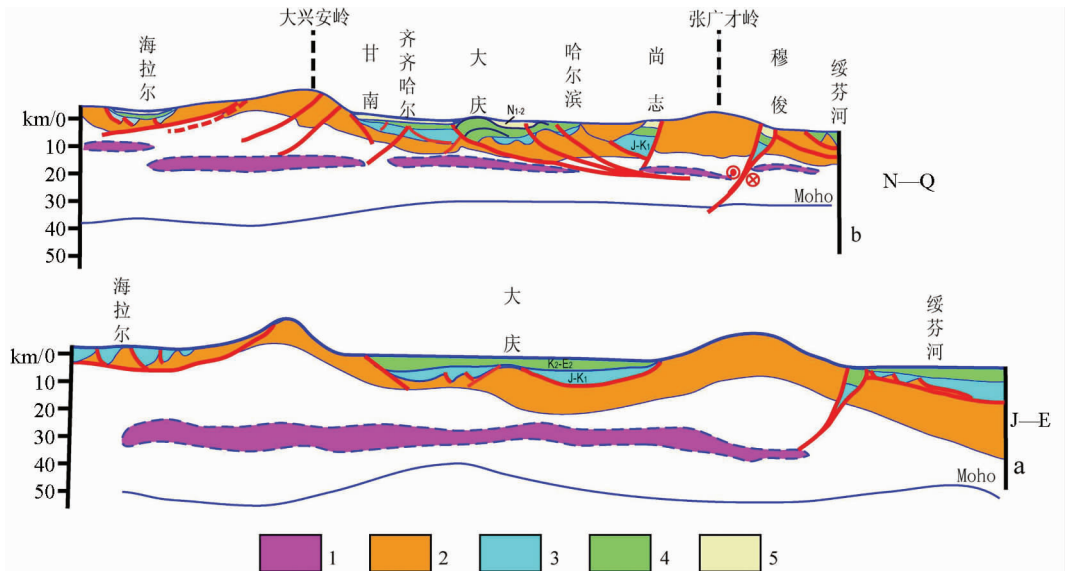 大兴安岭
张广才岭
海拉尔
甘南
齐齐哈尔
大庆
哈尔滨
尚志
穆俊
绥芬河
N₁₋₂
km/0
10
20
30
40
50
J-K₁
Moho
N—Q
b
海拉尔
大庆
绥芬河
km/0
10
20
30
40
50
K₂-E₂
J-K₁
Moho
J—E
a
1
2
3
4
5